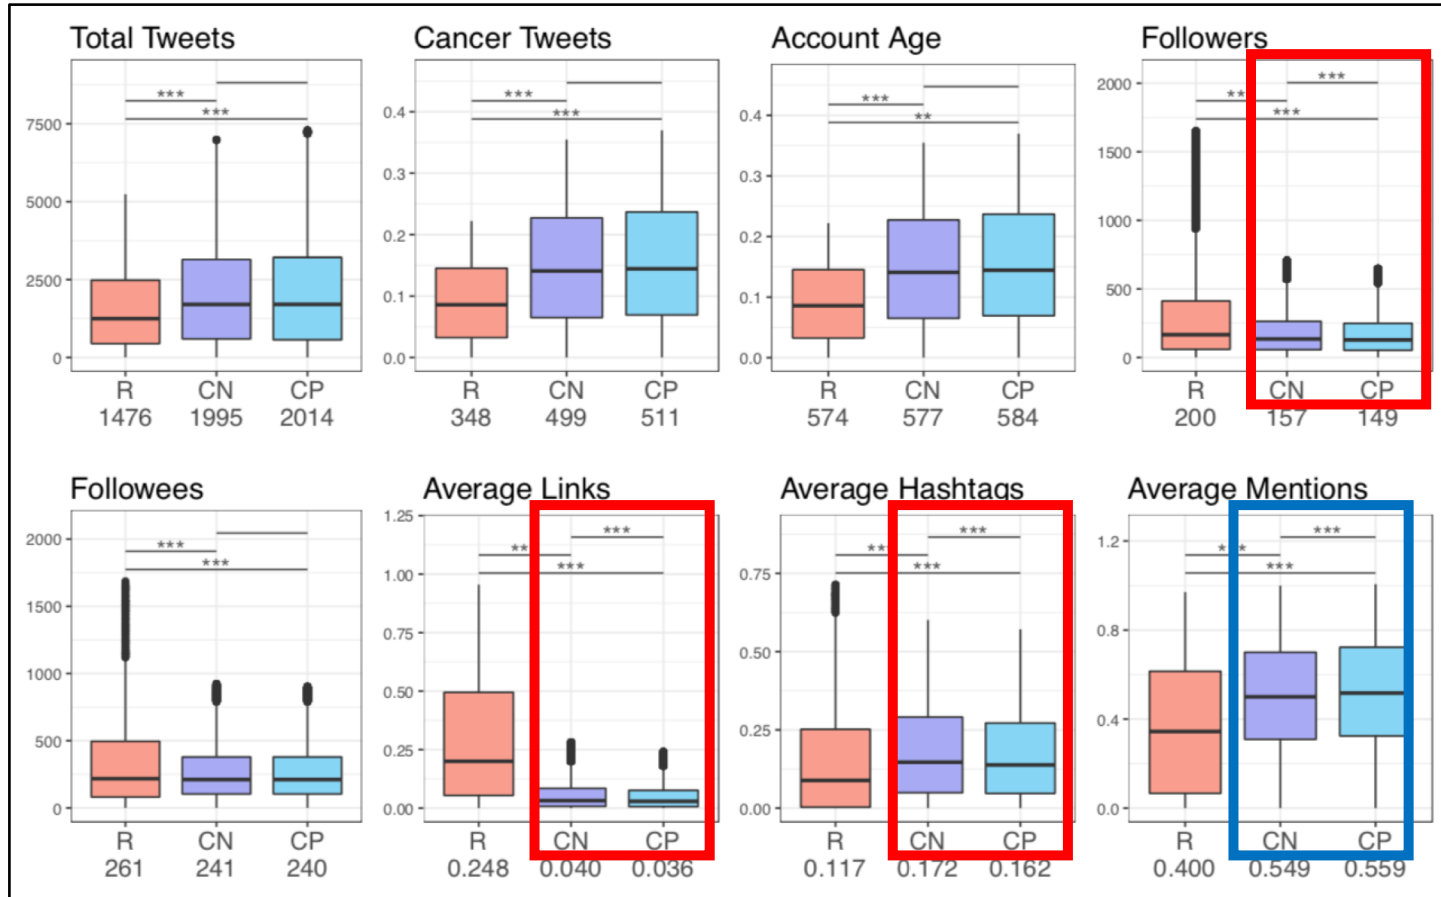 Total Tweets
***
***
7500
5000
2500
0
R CN CP
1476 1995 2014
Cancer Tweets
***
***
0.4
0.3
0.2
0.1
0.0
R CN CP
348 499 511
Account Age
***
**
0.4
0.3
0.2
0.1
0.0
R CN CP
574 577 584
Followers
***
***
2000
1500
1000
500
0
R CN CP
200 157 149
Followees
***
***
2000
1500
1000
500
0
R CN CP
261 241 240
Average Links
***
***
1.25
1.00
0.75
0.50
0.25
0.00
R CN CP
0.248 0.040 0.036
Average Hashtags
***
***
0.75
0.50
0.25
0.00
R CN CP
0.117 0.172 0.162
Average Mentions
***
***
1.2
0.8
0.4
0.0
R CN CP
0.400 0.549 0.559